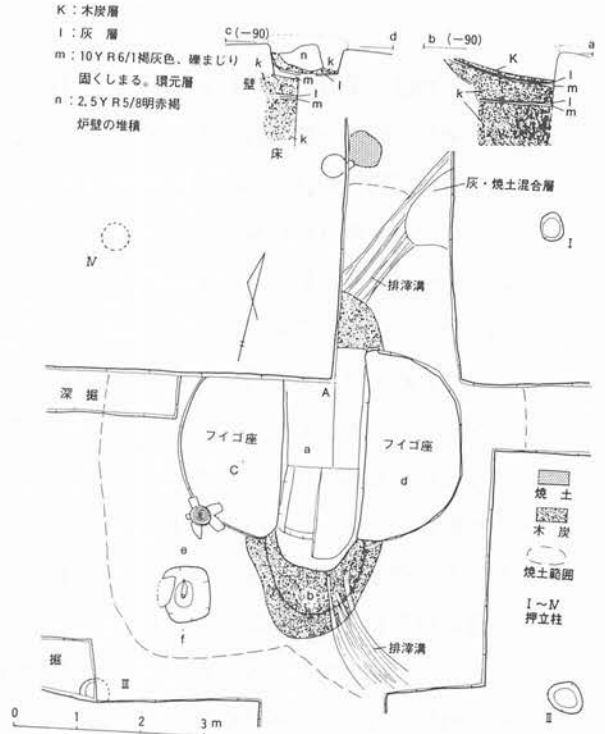 K：木炭層
l：灰 層
m：10YR6/1褐灰色、礫まじり
固くしまる。環元層
n：2.5YR5/8明赤褐
炉壁の堆積
c (−90) d
n
k k
m l
壁 l
m
k
床
b (−90) a
K
l
k l
m
灰・焼土混合層
Ⅳ
Ⅰ
排滓溝
深掘
A
フイゴ座
C
a
フイゴ座
d
焼土
木炭
焼土範囲
Ⅰ～Ⅳ
押立柱
e
b
f
排滓溝
掘
Ⅲ
Ⅱ
0 1 2 3m